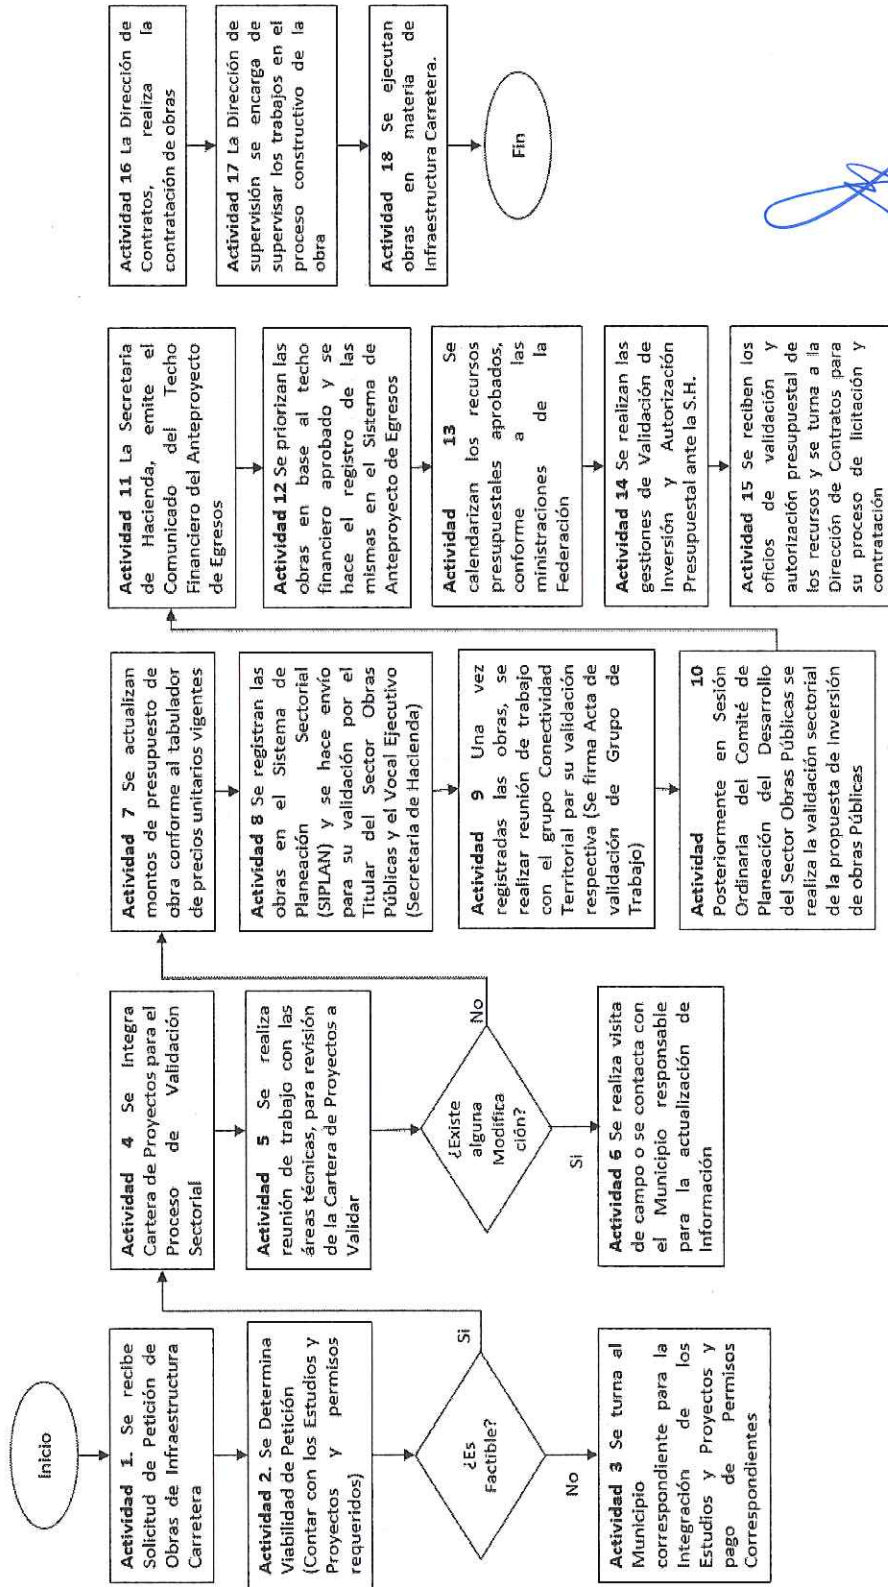 Inicio
Actividad 1. Se recibe
Solicitud de Petición de
Obras de Infraestructura
Carretera
Actividad 2. Se Determina
Viabilidad de Petición
(Contar con los Estudios y
Proyectos y permisos
requeridos)
¿Es
Factible?
Si
No
Actividad 3 Se turna al
Municipio
correspondiente para la
Integración de los
Estudios y Proyectos y
pago de Permisos
Correspondientes
Actividad 4 Se Integra
Cartera de Proyectos para el
Proceso de Validación
Sectorial
Actividad 5 Se realiza
reunión de trabajo con las
áreas técnicas, para revisión
de la Cartera de Proyectos a
Validar
¿Existe
alguna
Modifica
ción?
No
Si
Actividad 6 Se realiza visita
de campo o se contacta con
el Municipio responsable
para la actualización de
Información
Actividad 7 Se actualizan
montos de presupuesto de
obra conforme al tabulador
de precios unitarios vigentes
Actividad 8 Se registran las
obras en el Sistema de
Planeación Sectorial
(SIPLAN) y se hace envío
para su validación por el
Titular del Sector Obras
Públicas y el Vocal Ejecutivo
(Secretaria de Hacienda)
Actividad 9 Una vez
registradas las obras, se
realizar reunión de trabajo
con el grupo Conectividad
Territorial par su validación
respectiva (Se firma Acta de
validación de Grupo de
Trabajo)
Actividad 10
Posteriormente en Sesión
Ordinaria del Comité de
Planeación del Desarrollo
del Sector Obras Públicas se
realiza la validación sectorial
de la propuesta de Inversión
de obras Públicas
Actividad 11 La Secretaria
de Hacienda, emite el
Comunicado del Techo
Financiero del Anteproyecto
de Egresos
Actividad 12 Se priorizan las
obras en base al techo
financiero aprobado y se
hace el registro de las
mismas en el Sistema de
Anteproyecto de Egresos
Actividad 13 Se
calendarizan los recursos
presupuestales aprobados,
conforme a las
ministraciones de la
Federación
Actividad 14 Se realizan las
gestiones de Validación de
Inversión y Autorización
Presupuestal ante la S.H.
Actividad 15 Se reciben los
oficios de validación y
autorización presupuestal de
los recursos y se turna a la
Dirección de Contratos para
su proceso de licitación y
contratación
Actividad 16 La Dirección de
Contratos, realiza la
contratación de obras
Actividad 17 La Dirección de
supervisión se encarga de
supervisar los trabajos en el
proceso constructivo de la
obra
Actividad 18 Se ejecutan
obras en materia de
Infraestructura Carretera.
Fin